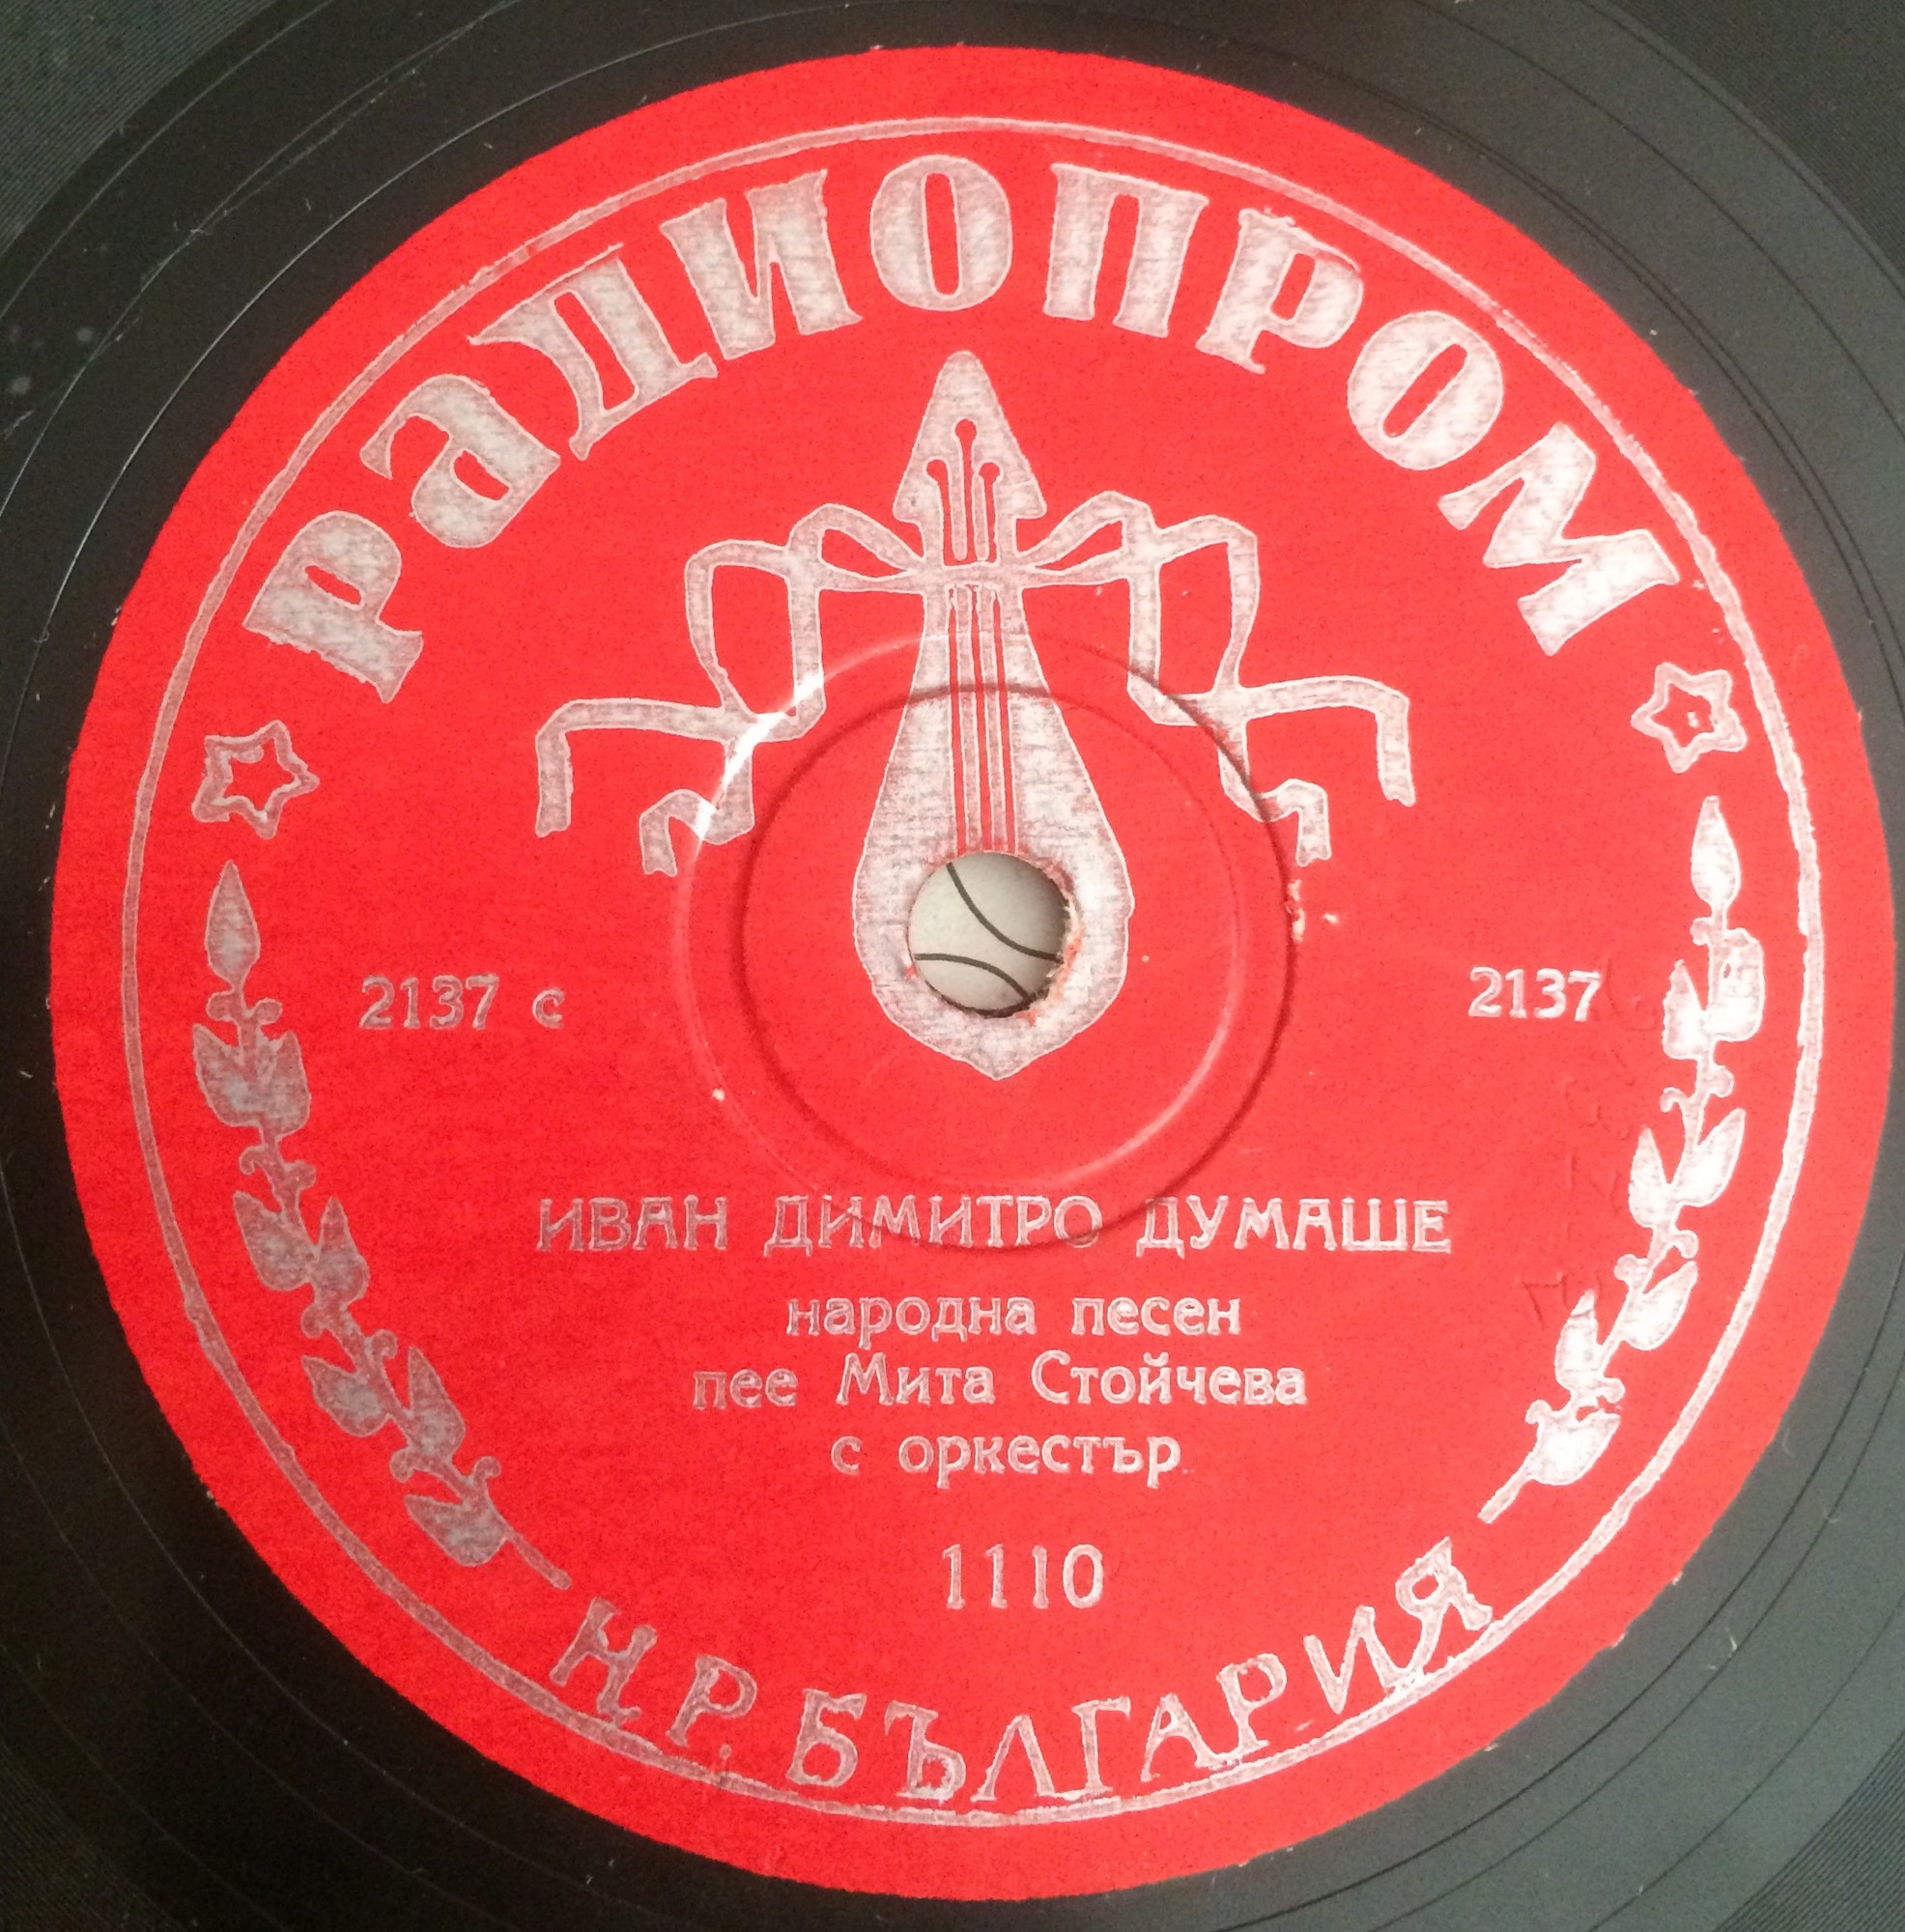 РАДИОПРОМ
2137 с
2137
ИВАН ДИМИТРО ДУМАШЕ
народна песен
пее Мита Стойчева
с оркестър
1110
Н.Р. БЪЛГАРИЯ